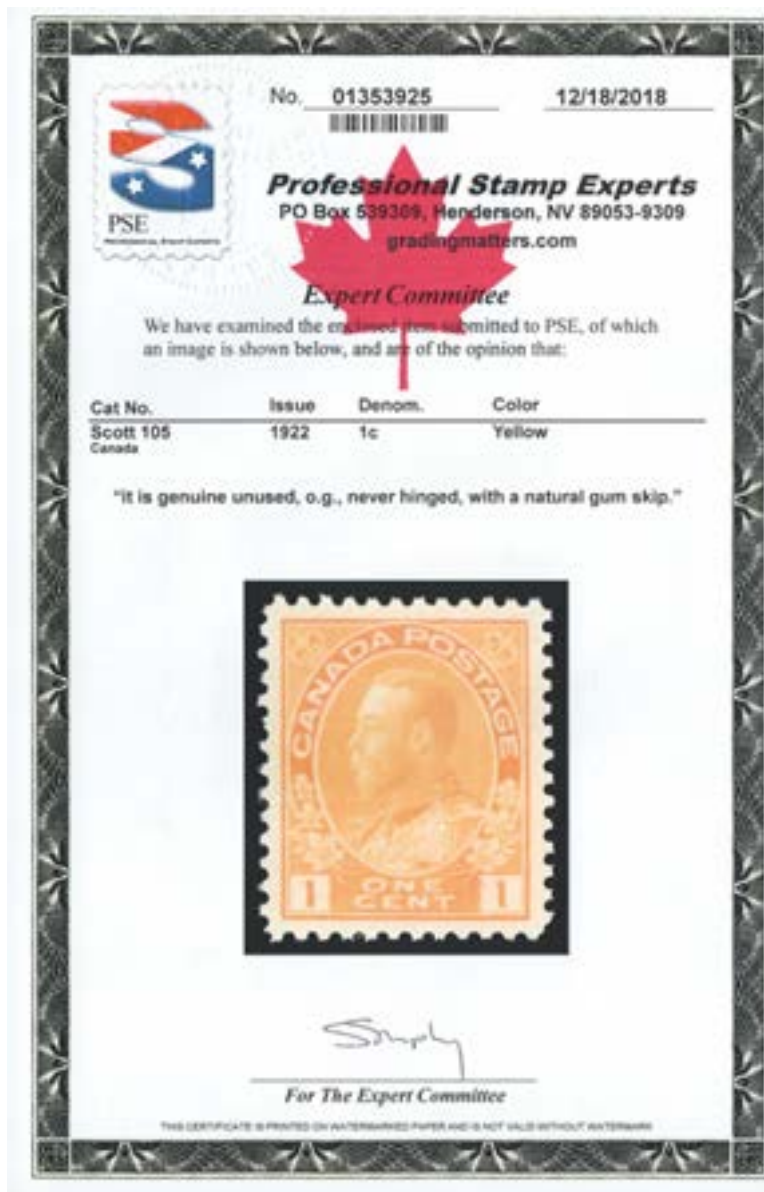 No. 01353925 12/18/2018
PSE
PROFESSIONAL STAMP EXPERTS
Professional Stamp Experts
PO Box 539309, Henderson, NV 89053-9309
gradingmatters.com
Expert Committee
We have examined the enclosed item submitted to PSE, of which
an image is shown below, and are of the opinion that:
Cat No. Issue Denom. Color
Scott 105 1922 1c Yellow
Canada
"it is genuine unused, o.g., never hinged, with a natural gum skip."
CANADA POSTAGE
1 ONE 1
CENT
For The Expert Committee
THIS CERTIFICATE IS PRINTED ON WATERMARKED PAPER AND IS NOT VALID WITHOUT WATERMARK